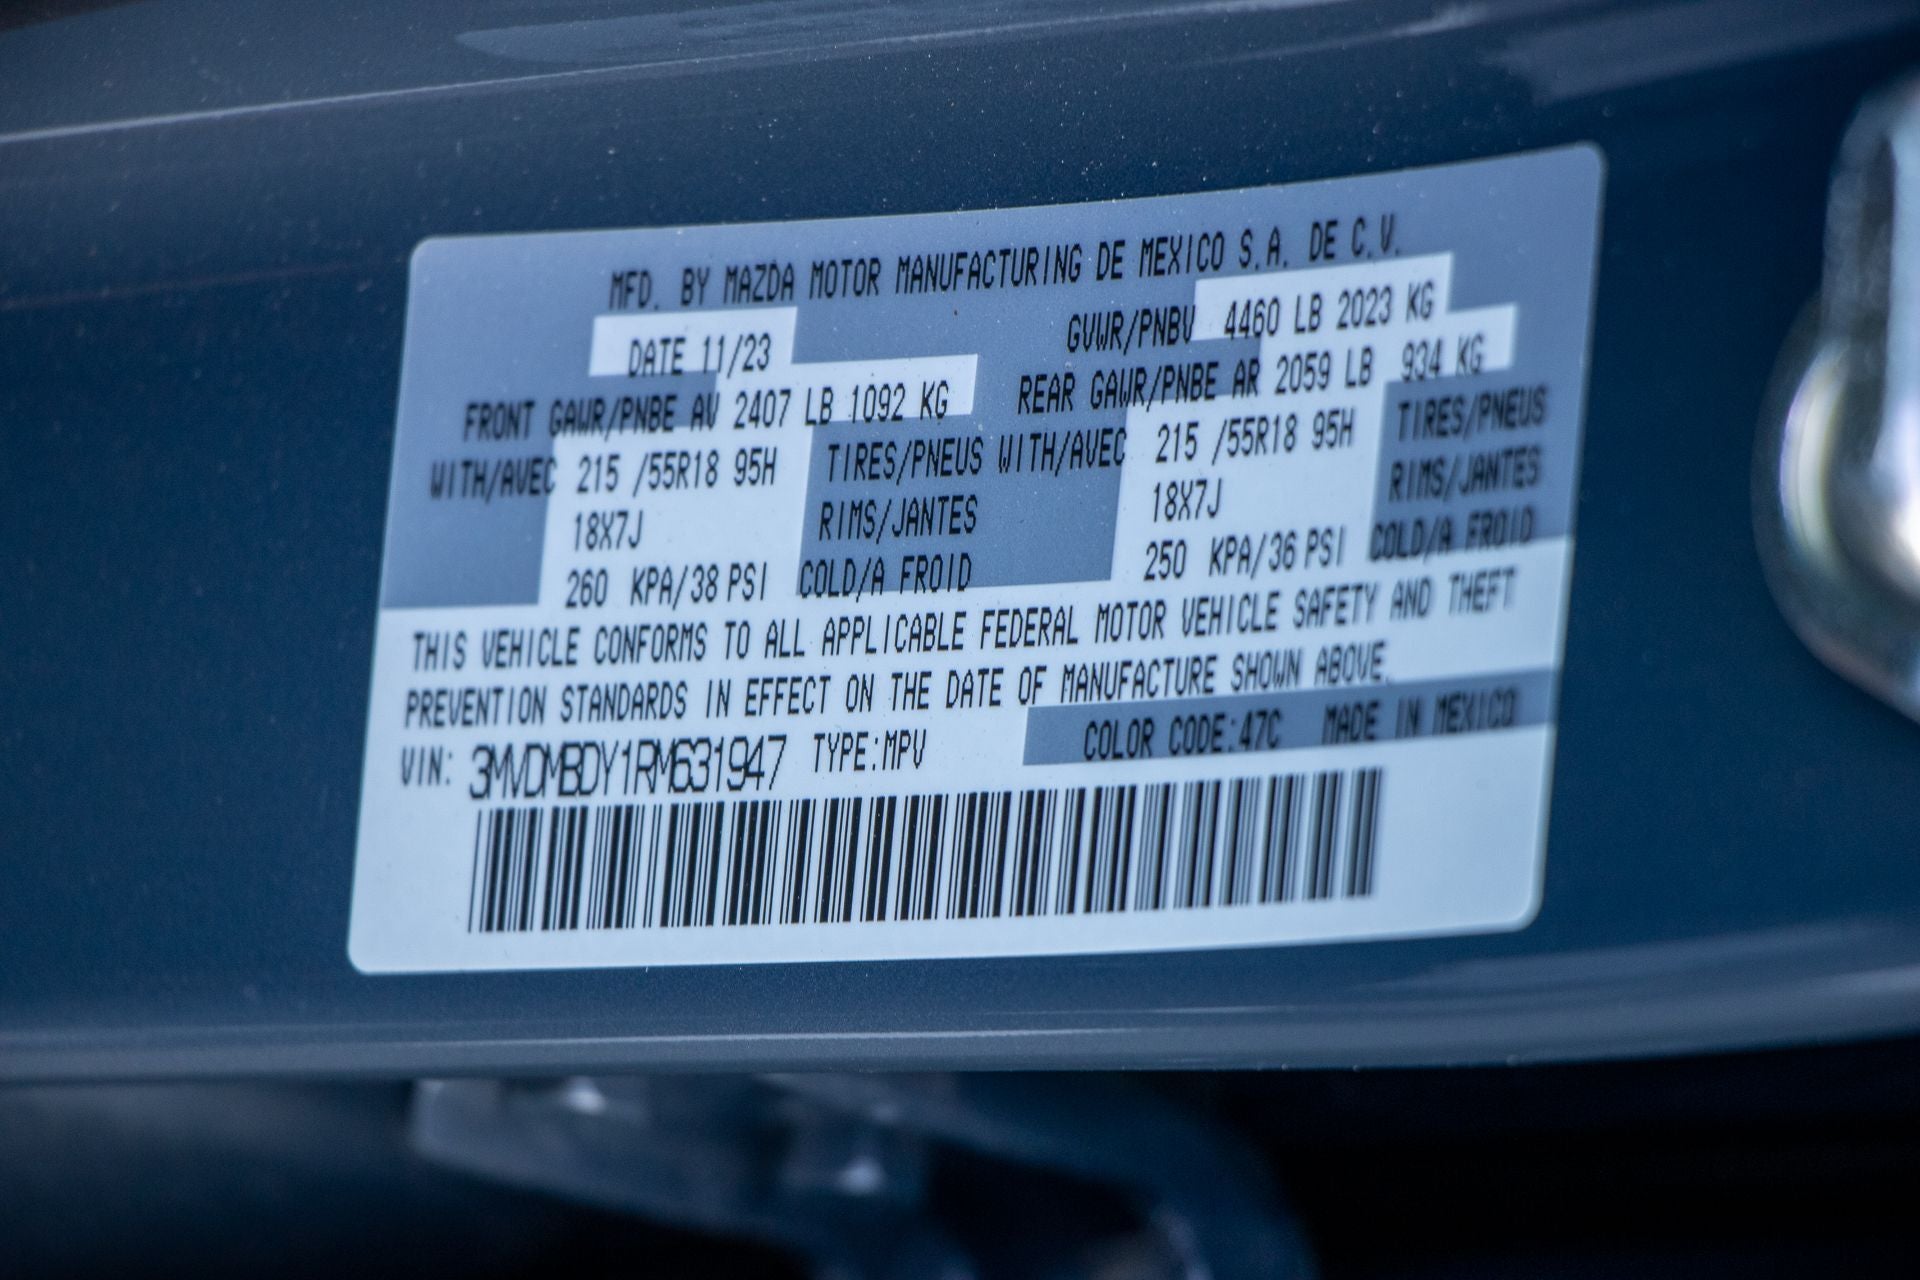 MFD. BY MAZDA MOTOR MANUFACTURING DE MEXICO S.A. DE C.V.
DATE 11/23 GVWR/PNBV 4460 LB 2023 KG
FRONT GAWR/PNBE AV 2407 LB 1092 KG REAR GAWR/PNBE AR 2059 LB 934 KG
WITH/AVEC 215 /55R18 95H TIRES/PNEUS WITH/AVEC 215 /55R18 95H TIRES/PNEUS
18X7J RIMS/JANTES 18X7J RIMS/JANTES
260 KPA/38 PSI COLD/A FROID 250 KPA/36 PSI COLD/A FROID
THIS VEHICLE CONFORMS TO ALL APPLICABLE FEDERAL MOTOR VEHICLE SAFETY AND THEFT
PREVENTION STANDARDS IN EFFECT ON THE DATE OF MANUFACTURE SHOWN ABOVE.
VIN: 3MVDMBDY1RM631947 TYPE:MPV COLOR CODE:47C MADE IN MEXICO